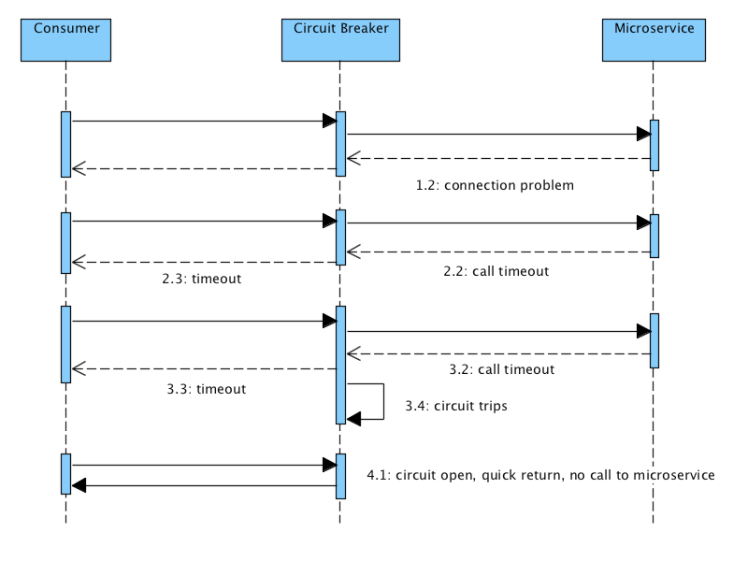 Consumer
Circuit Breaker
Microservice
1.2: connection problem
2.3: timeout
2.2: call timeout
3.3: timeout
3.2: call timeout
3.4: circuit trips
4.1: circuit open, quick return, no call to microservice